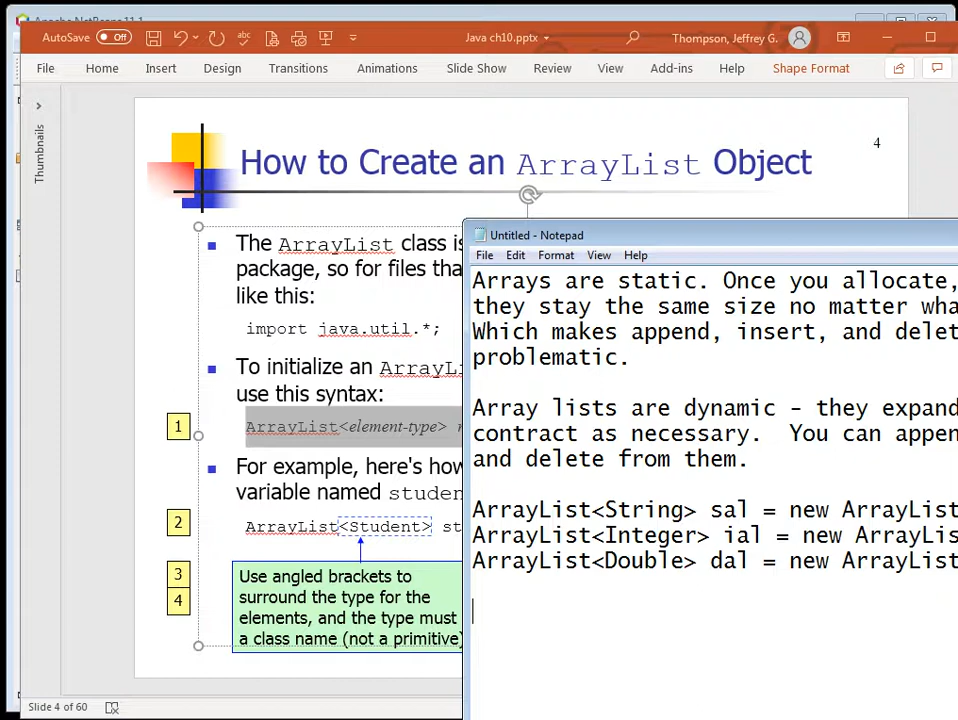 Apache NetBeans 11.1
AutoSave Off Java ch10.pptx Thompson, Jeffrey G.
File Home Insert Design Transitions Animations Slide Show Review View Add-ins Help Shape Format
Thumbnails
4
How to Create an ArrayList Object
The ArrayList class is
package, so for files tha
like this:
import java.util.*;
To initialize an ArrayL
use this syntax:
1
ArrayList<element-type>
For example, here's how
variable named studen
2
ArrayList<Student> st
3
4
Use angled brackets to
surround the type for the
elements, and the type must
a class name (not a primitive)
Untitled - Notepad
File Edit Format View Help
Arrays are static. Once you allocate,
they stay the same size no matter wha
Which makes append, insert, and delet
problematic.
Array lists are dynamic - they expand
contract as necessary.  You can appen
and delete from them.
ArrayList<String> sal = new ArrayList
ArrayList<Integer> ial = new ArrayLis
ArrayList<Double> dal = new ArrayList
Slide 4 of 60